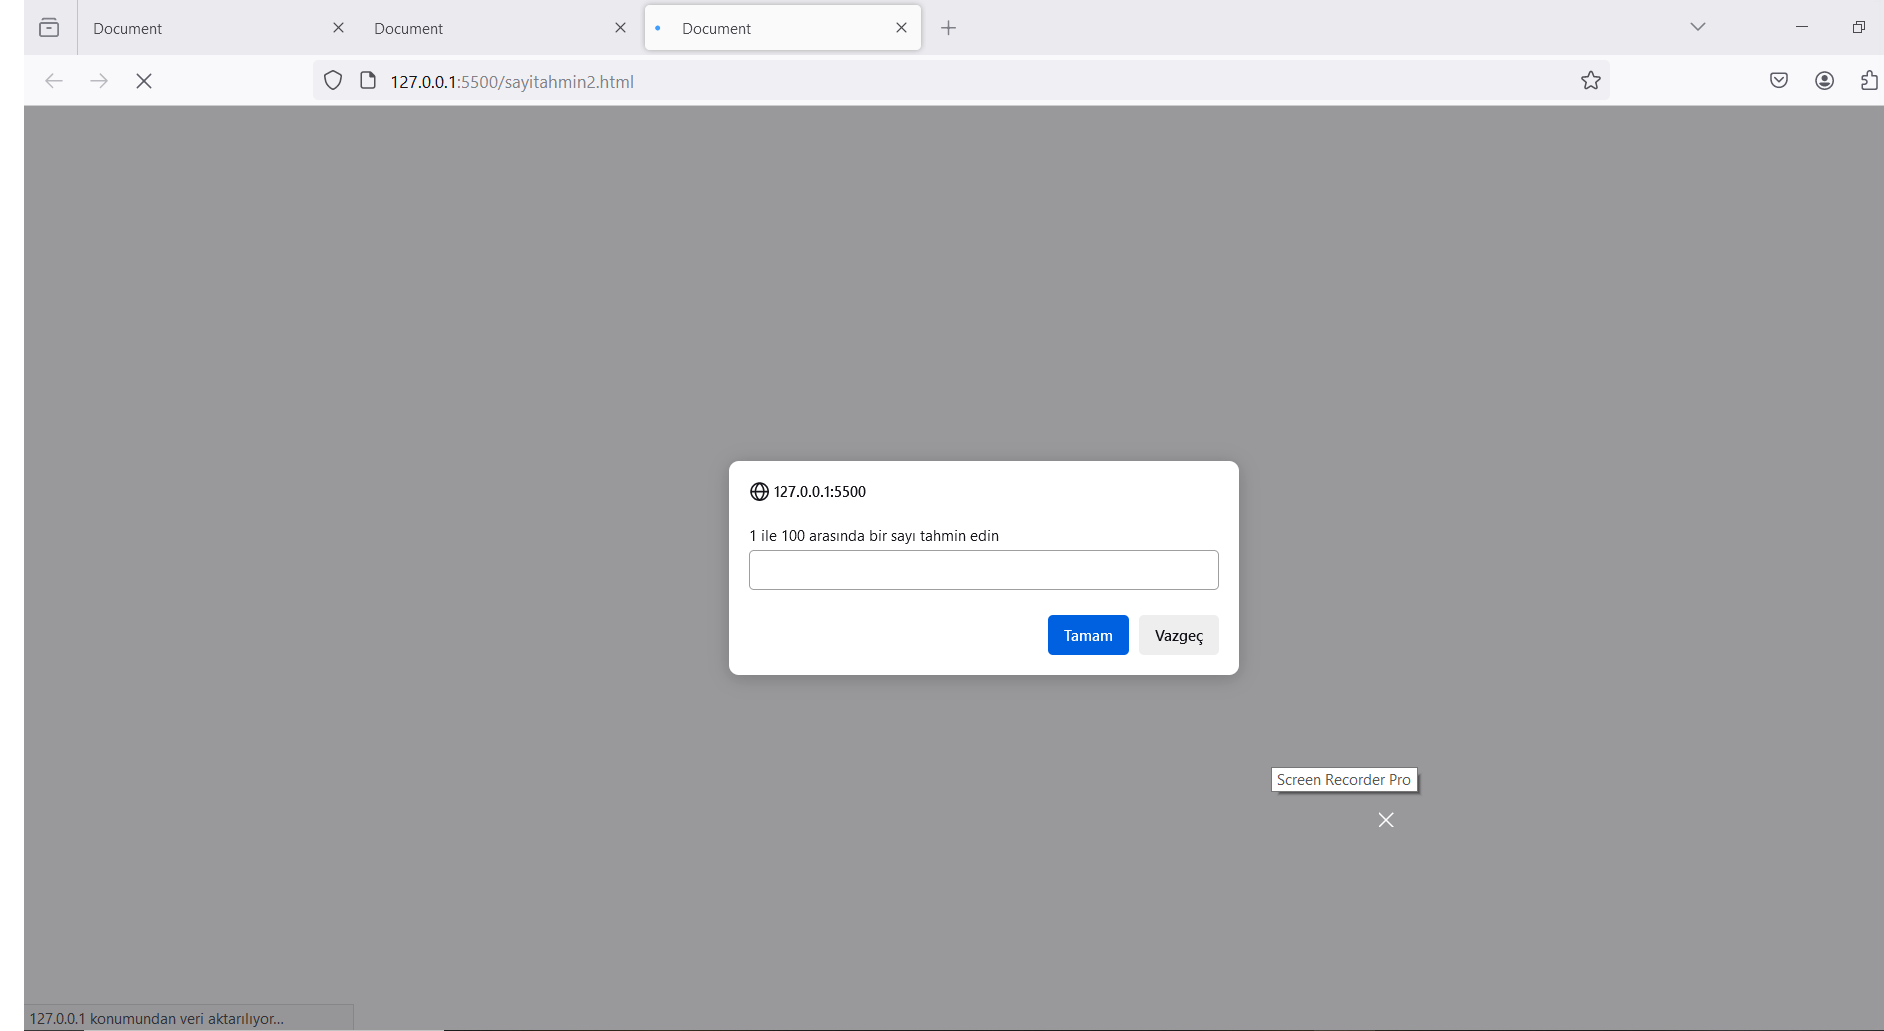 Document
Document
Document
127.0.0.1:5500/sayitahmin2.html
127.0.0.1:5500
1 ile 100 arasında bir sayı tahmin edin
Tamam
Vazgeç
Screen Recorder Pro
127.0.0.1 konumundan veri aktarılıyor...